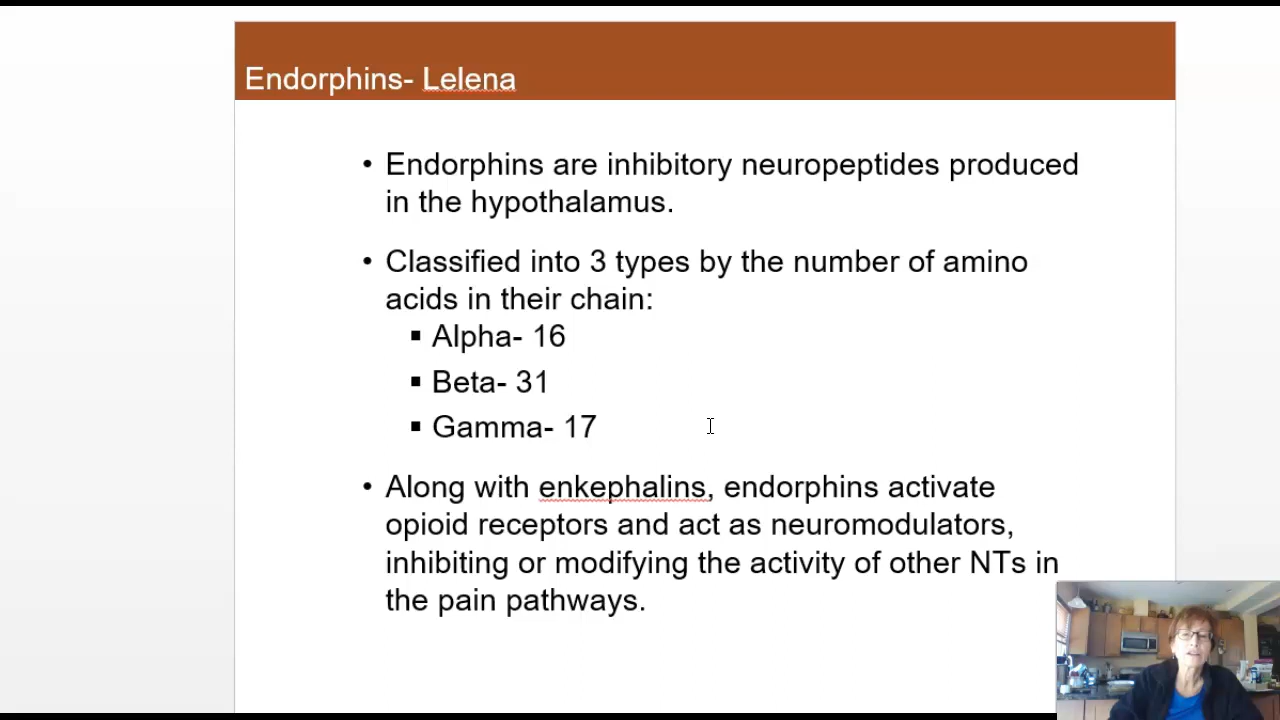 Endorphins- Lelena
• Endorphins are inhibitory neuropeptides produced
in the hypothalamus.
• Classified into 3 types by the number of amino
acids in their chain:
▪ Alpha- 16
▪ Beta- 31
▪ Gamma- 17
• Along with enkephalins, endorphins activate
opioid receptors and act as neuromodulators,
inhibiting or modifying the activity of other NTs in
the pain pathways.